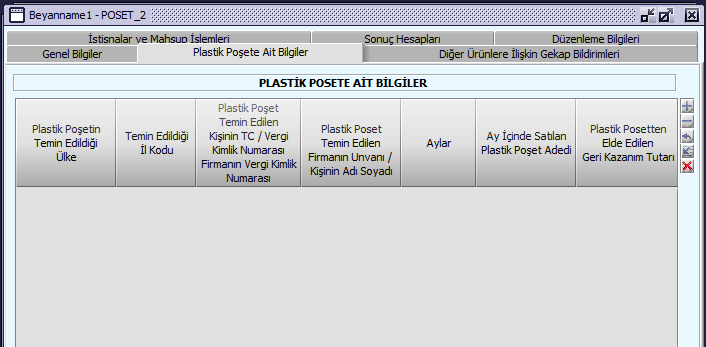 Beyanname1 - POSET_2
İstisnalar ve Mahsup İşlemleri
Sonuç Hesapları
Düzenleme Bilgileri
Genel Bilgiler
Plastik Poşete Ait Bilgiler
Diğer Ürünlere İlişkin Gekap Bildirimleri
PLASTİK POSETE AİT BİLGİLER
Plastik Poşetin
Temin Edildiği
Ülke
Temin Edildiği
İl Kodu
Plastik Poşet
Temin Edilen
Kişinin TC / Vergi
Kimlik Numarası
Firmanın Vergi Kimlik
Numarası
Plastik Poset
Temin Edilen
Firmanın Unvanı /
Kişinin Adı Soyadı
Aylar
Ay İçinde Satılan
Plastik Poşet Adedi
Plastik Posetten
Elde Edilen
Geri Kazanım Tutarı